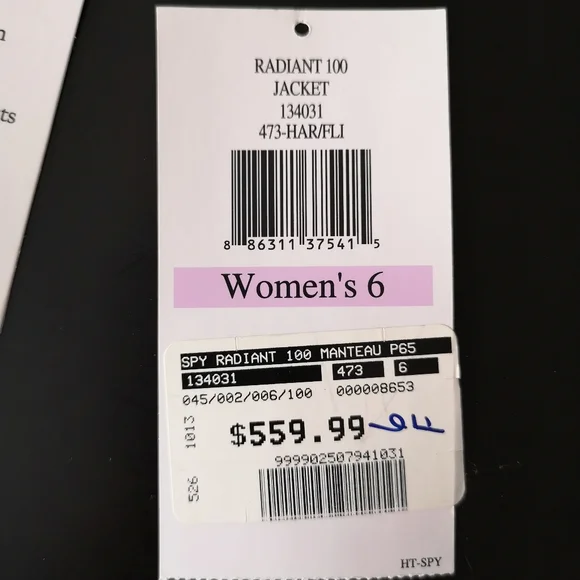 ts
RADIANT 100
JACKET
134031
473-HAR/FLI
8 86311 37541 5
Women's 6
SPY RADIANT 100 MANTEAU P65
134031 473 6
045/002/006/100 000008653
526 1013
$559.99
999902507941031
HT-SPY